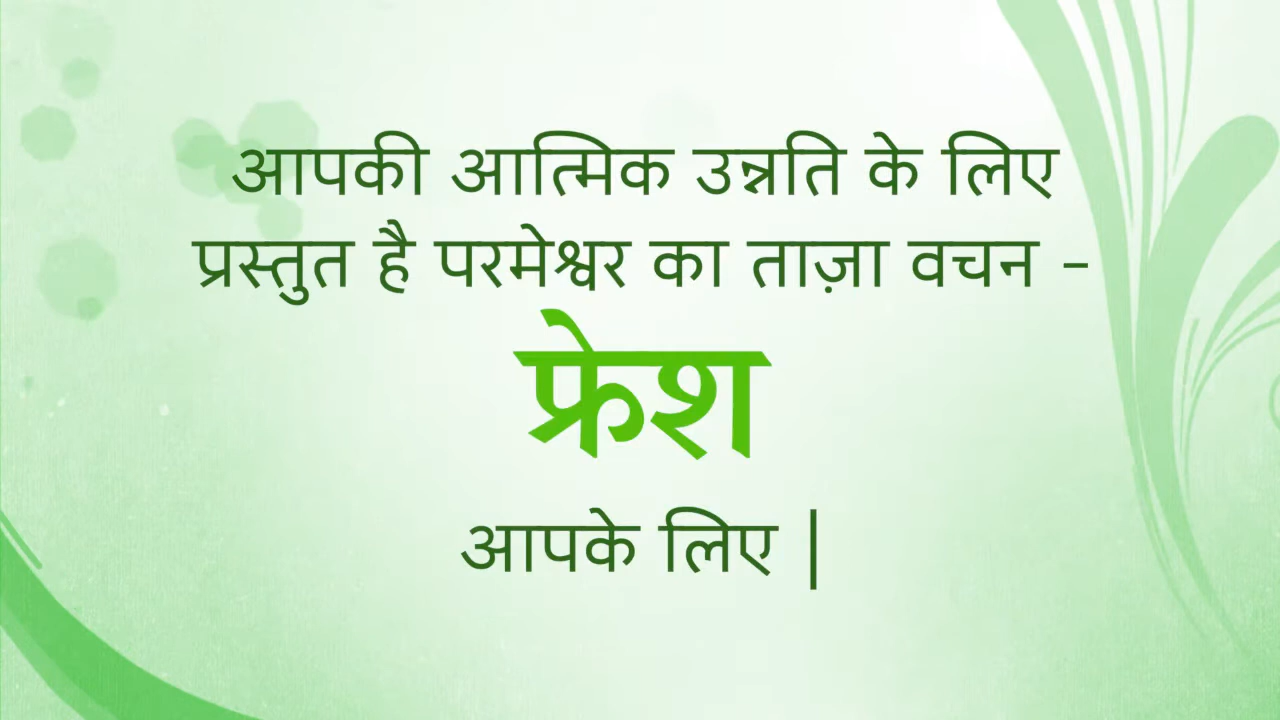 आपकी आत्मिक उन्नति के लिए
प्रस्तुत है परमेश्वर का ताज़ा वचन -
फ्रेश
आपके लिए |